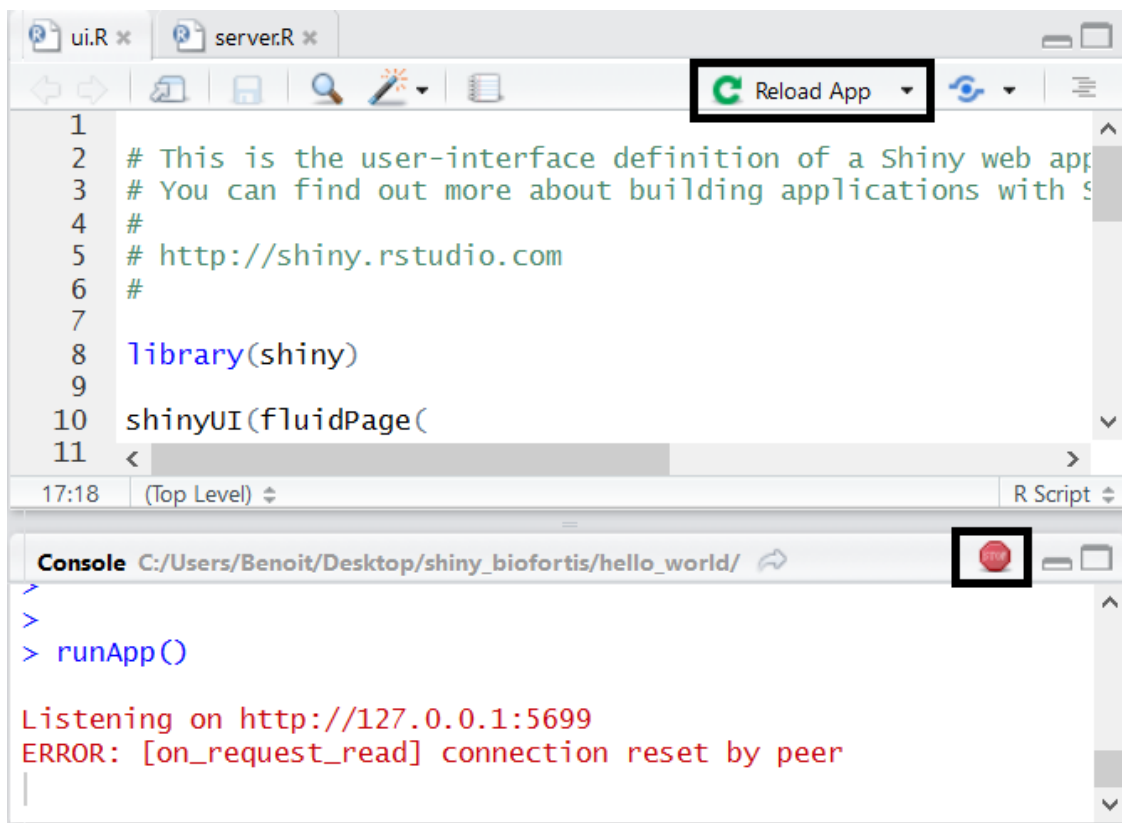 ui.R server.R
Reload App
1
2 # This is the user-interface definition of a Shiny web app
3 # You can find out more about building applications with S
4 #
5 # http://shiny.rstudio.com
6 #
7
8 library(shiny)
9
10 shinyUI(fluidPage(
11
17:18 (Top Level) R Script
Console C:/Users/Benoit/Desktop/shiny_biofortis/hello_world/ STOP
>
>
> runApp()
Listening on http://127.0.0.1:5699
ERROR: [on_request_read] connection reset by peer